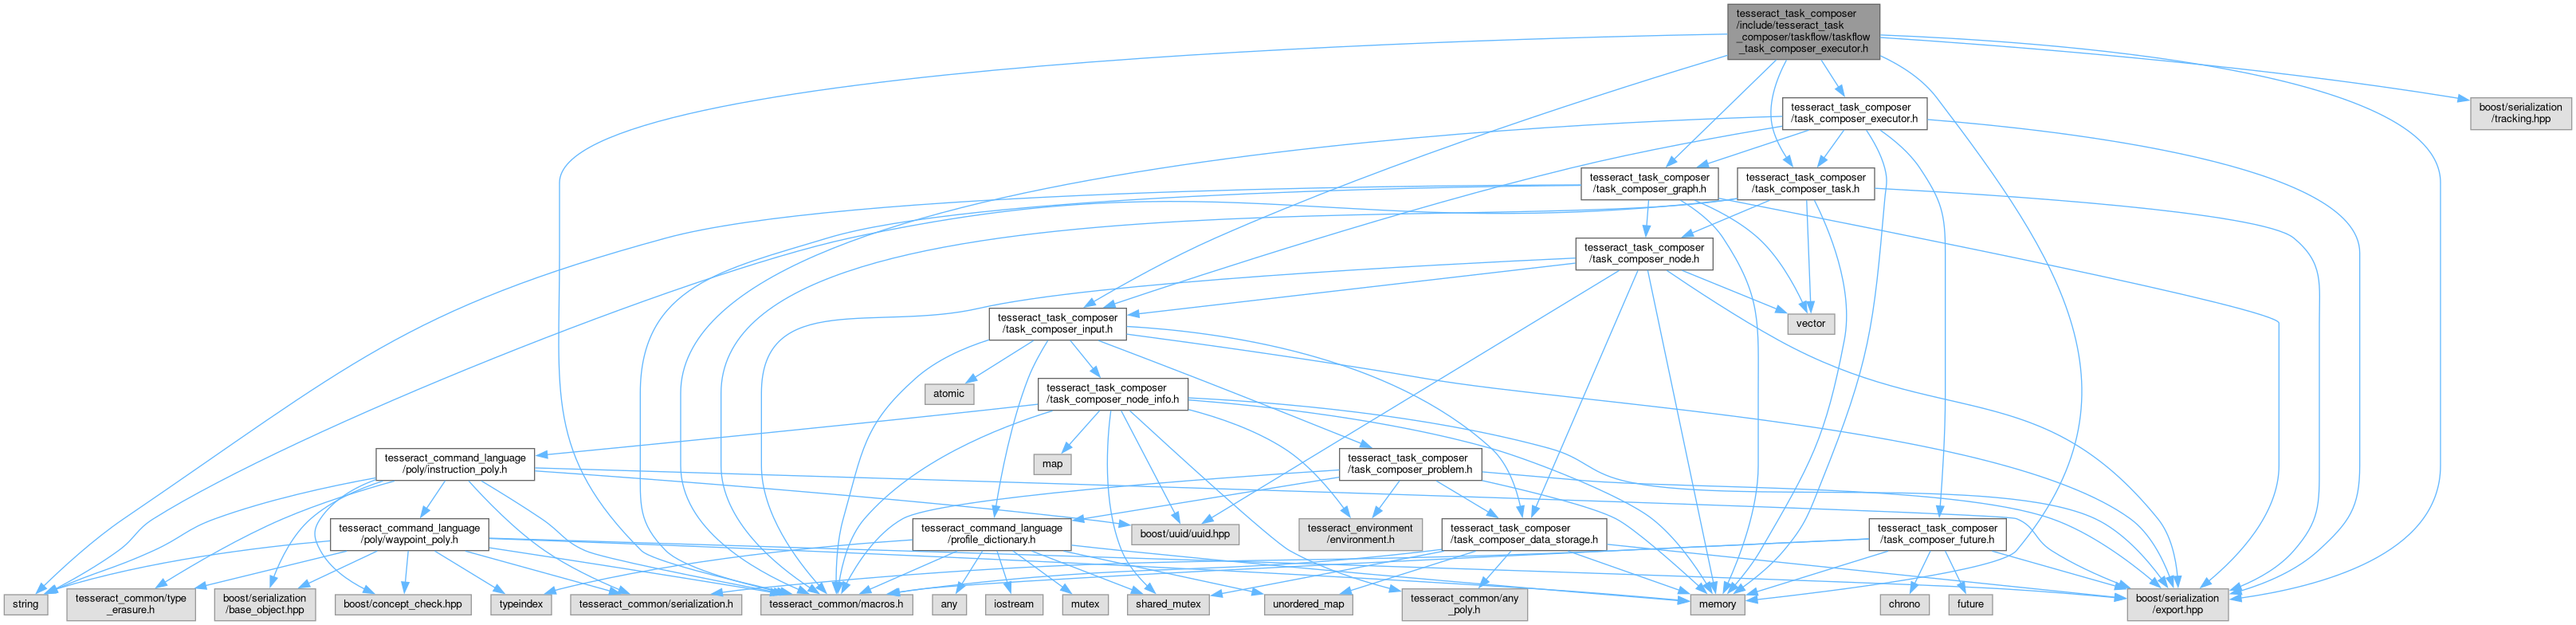 tesseract_task_composer
/include/tesseract_task
_composer/taskflow/taskflow
_task_composer_executor.h
tesseract_task_composer
/task_composer_executor.h
boost/serialization
/tracking.hpp
tesseract_task_composer
/task_composer_graph.h
tesseract_task_composer
/task_composer_task.h
tesseract_task_composer
/task_composer_node.h
tesseract_task_composer
/task_composer_input.h
vector
atomic
tesseract_task_composer
/task_composer_node_info.h
tesseract_command_language
/poly/instruction_poly.h
map
tesseract_task_composer
/task_composer_problem.h
tesseract_command_language
/poly/waypoint_poly.h
boost/uuid/uuid.hpp
tesseract_command_language
/profile_dictionary.h
tesseract_environment
/environment.h
tesseract_task_composer
/task_composer_data_storage.h
tesseract_task_composer
/task_composer_future.h
string
tesseract_common/type
_erasure.h
boost/serialization
/base_object.hpp
boost/concept_check.hpp
typeindex
tesseract_common/serialization.h
tesseract_common/macros.h
any
iostream
mutex
shared_mutex
unordered_map
tesseract_common/any
_poly.h
memory
chrono
future
boost/serialization
/export.hpp